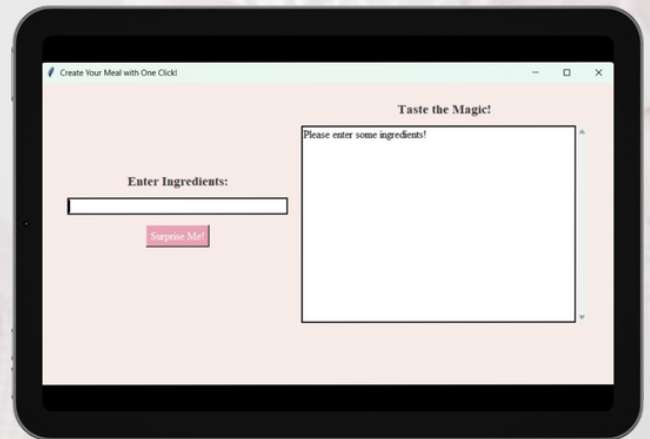 Create Your Meal with One Click!
Taste the Magic!
Please enter some ingredients!
Enter Ingredients:
Surprise Me!